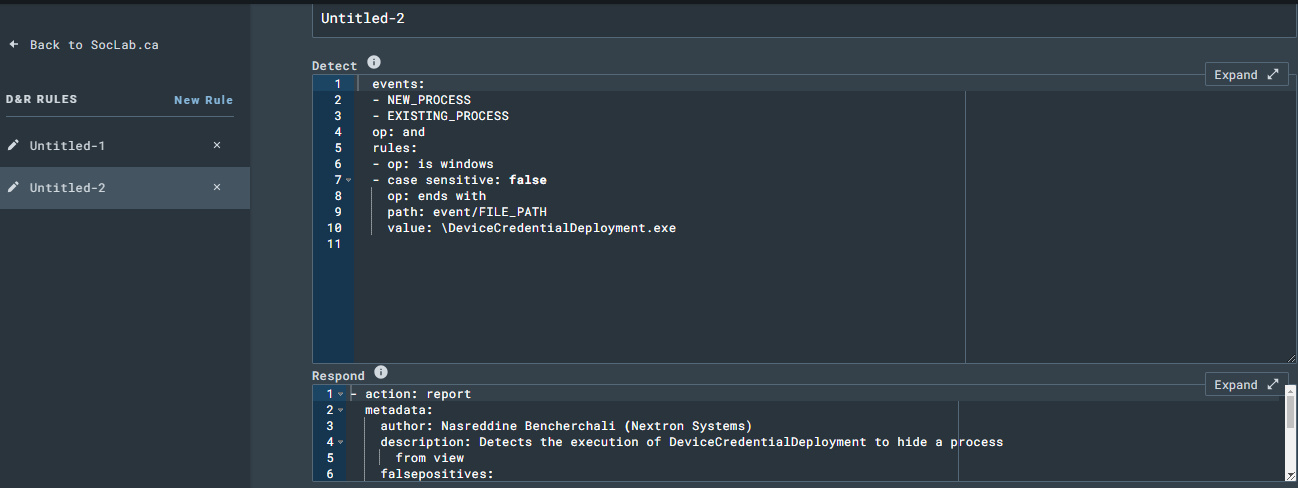 Untitled-2
← Back to SocLab.ca
D&R RULES New Rule
Untitled-1 ×
Untitled-2 ×
Detect i
Expand
1 events:
2 - NEW_PROCESS
3 - EXISTING_PROCESS
4 op: and
5 rules:
6 - op: is windows
7 - case sensitive: false
8 op: ends with
9 path: event/FILE_PATH
10 value: \DeviceCredentialDeployment.exe
11
Respond i
Expand
1 - action: report
2 metadata:
3 author: Nasreddine Bencherchali (Nextron Systems)
4 description: Detects the execution of DeviceCredentialDeployment to hide a process
5 from view
6 falsepositives: